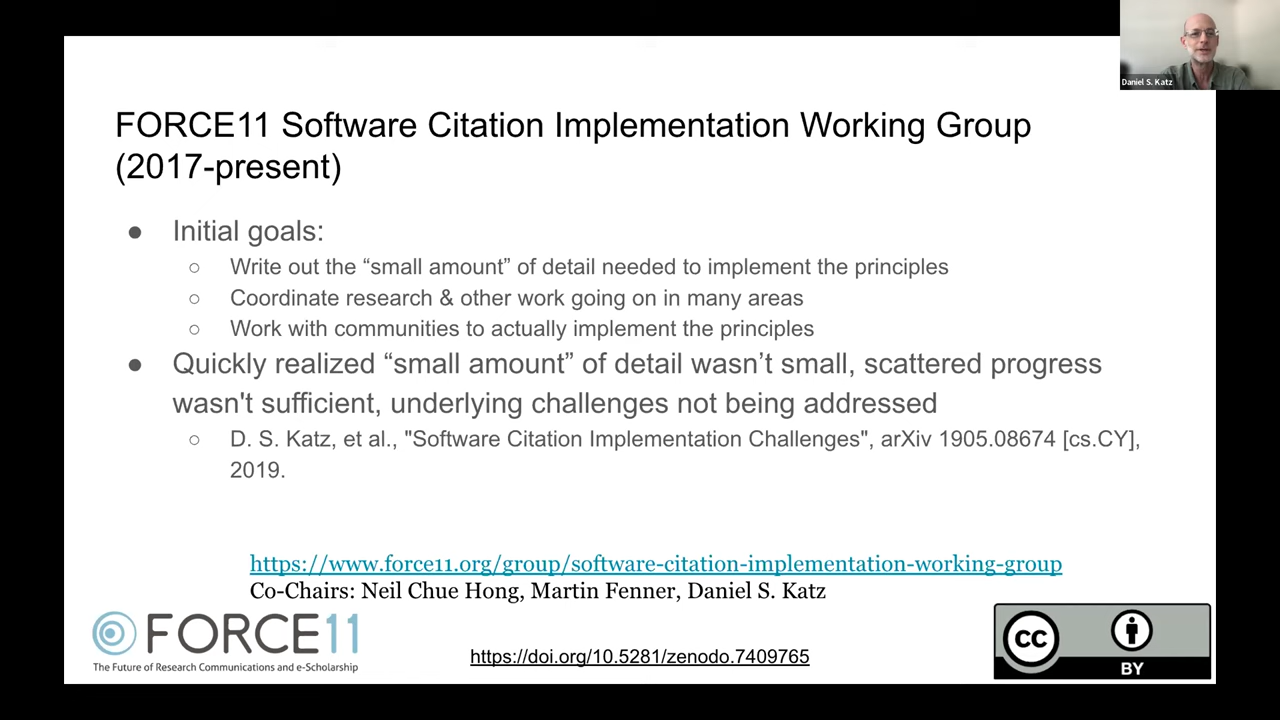 Daniel S. Katz
FORCE11 Software Citation Implementation Working Group
(2017-present)
● Initial goals:
○ Write out the “small amount” of detail needed to implement the principles
○ Coordinate research & other work going on in many areas
○ Work with communities to actually implement the principles
● Quickly realized “small amount” of detail wasn’t small, scattered progress
wasn't sufficient, underlying challenges not being addressed
○ D. S. Katz, et al., "Software Citation Implementation Challenges", arXiv 1905.08674 [cs.CY],
2019.
https://www.force11.org/group/software-citation-implementation-working-group
Co-Chairs: Neil Chue Hong, Martin Fenner, Daniel S. Katz
FORCE11
The Future of Research Communications and e-Scholarship
https://doi.org/10.5281/zenodo.7409765
CC
BY